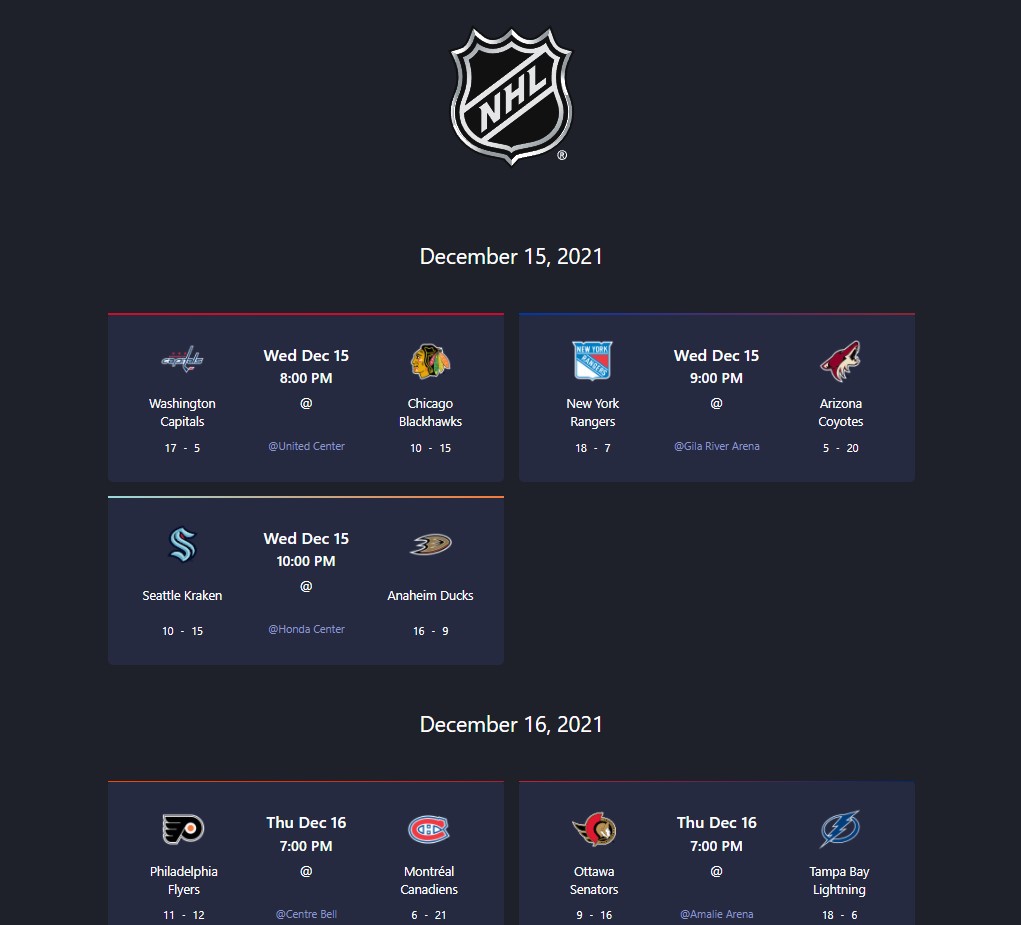 NHL
®
December 15, 2021
capitals
Washington
Capitals
17 - 5
Wed Dec 15
8:00 PM
@
@United Center
Chicago
Blackhawks
10 - 15
NEW YORK
RANGERS
New York
Rangers
18 - 7
Wed Dec 15
9:00 PM
@
@Gila River Arena
Arizona
Coyotes
5 - 20
Seattle Kraken
10 - 15
Wed Dec 15
10:00 PM
@
@Honda Center
Anaheim Ducks
16 - 9
December 16, 2021
Philadelphia
Flyers
11 - 12
Thu Dec 16
7:00 PM
@
@Centre Bell
Montréal
Canadiens
6 - 21
Ottawa
Senators
9 - 16
Thu Dec 16
7:00 PM
@
@Amalie Arena
Tampa Bay
Lightning
18 - 6